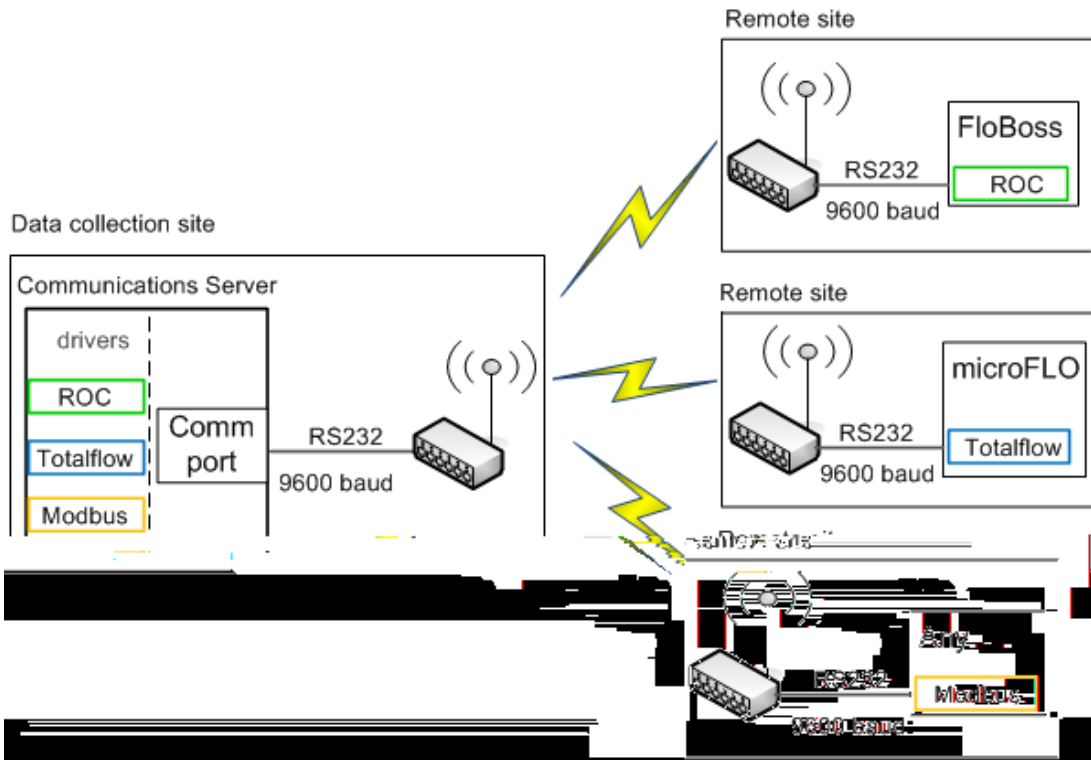 Remote site
FloBoss
RS232
ROC
9600 baud
Data collection site
Communications Server
drivers
ROC
Totalflow
Modbus
Comm
port
RS232
9600 baud
Remote site
microFLO
RS232
Totalflow
9600 baud